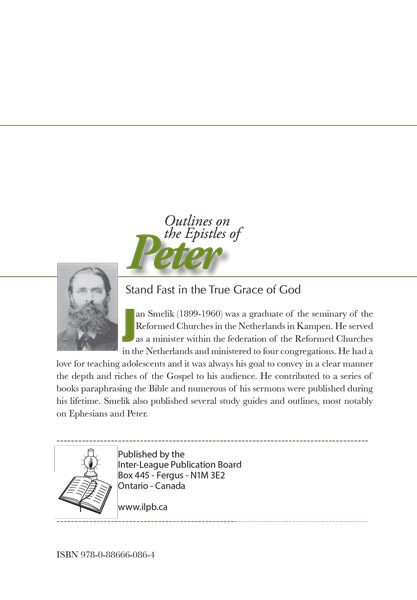 Outlines on
the Epistles of
Peter
Stand Fast in the True Grace of God
Jan Smelik (1899-1960) was a graduate of the seminary of the
Reformed Churches in the Netherlands in Kampen. He served
as a minister within the federation of the Reformed Churches
in the Netherlands and ministered to four congregations. He had a
love for teaching adolescents and it was always his goal to convey in a clear manner
the depth and riches of the Gospel to his audience. He contributed to a series of
books paraphrasing the Bible and numerous of his sermons were published during
his lifetime. Smelik also published several study guides and outlines, most notably
on Ephesians and Peter.
Published by the
Inter-League Publication Board
Box 445 - Fergus - N1M 3E2
Ontario - Canada
www.ilpb.ca
ISBN 978-0-88666-086-4